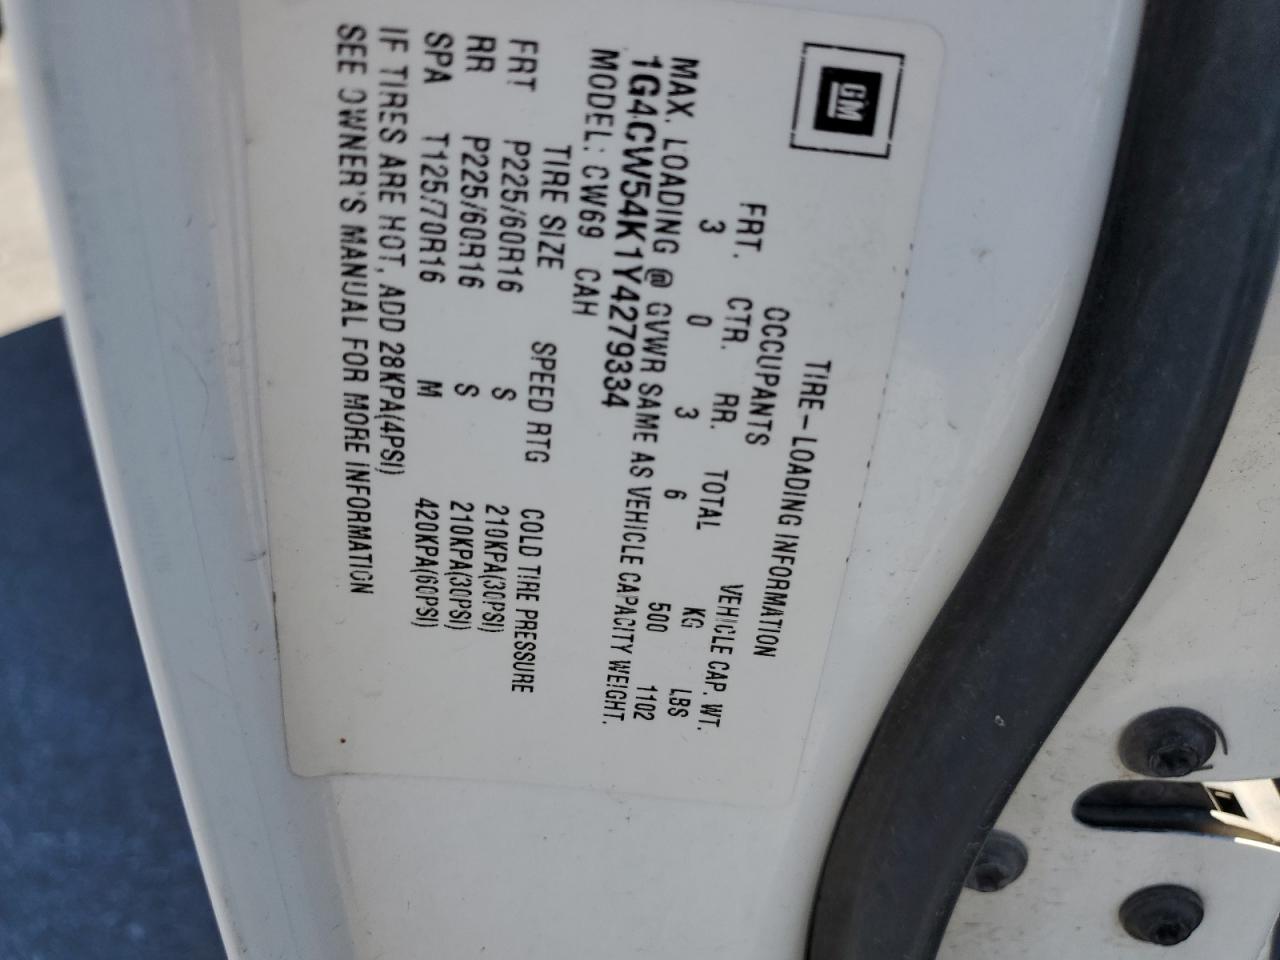 GM
TIRE-LOADING INFORMATION
OCCUPANTS VEHICLE CAP. WT.
FRT. CTR. RR. TOTAL KG LBS
3 0 3 6 500 1102
MAX. LOADING @ GVWR SAME AS VEHICLE CAPACITY WEIGHT.
1G4CW54K1Y4279334
MODEL: CW69 CAH
TIRE SIZE SPEED RTG COLD TIRE PRESSURE
FRT P225/60R16 S 210KPA(30PSI)
RR P225/60R16 S 210KPA(30PSI)
SPA T125/70R16 M 420KPA(60PSI)
IF TIRES ARE HOT, ADD 28KPA(4PSI)
SEE OWNER'S MANUAL FOR MORE INFORMATION